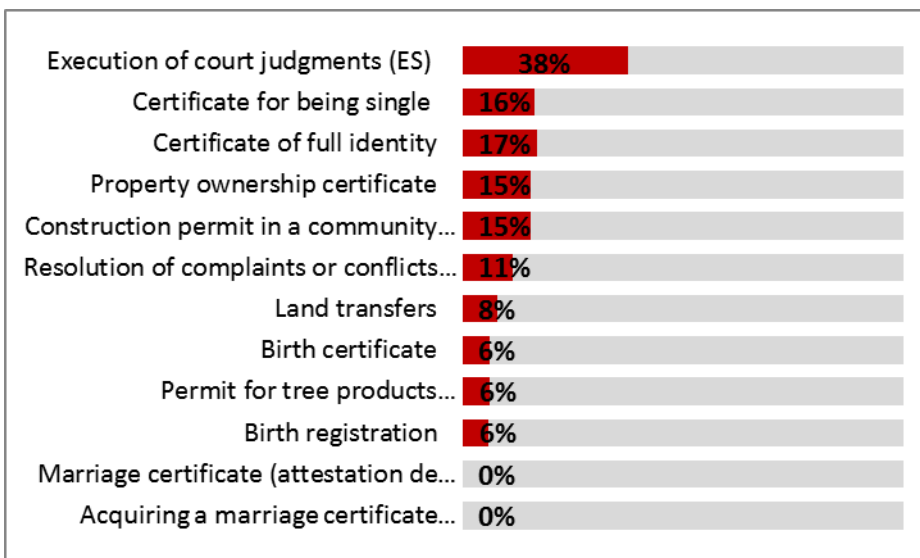 Execution of court judgments (ES) 38%
Certificate for being single 16%
Certificate of full identity 17%
Property ownership certificate 15%
Construction permit in a community... 15%
Resolution of complaints or conflicts... 11%
Land transfers 8%
Birth certificate 6%
Permit for tree products... 6%
Birth registration 6%
Marriage certificate (attestation de... 0%
Acquiring a marriage certificate... 0%